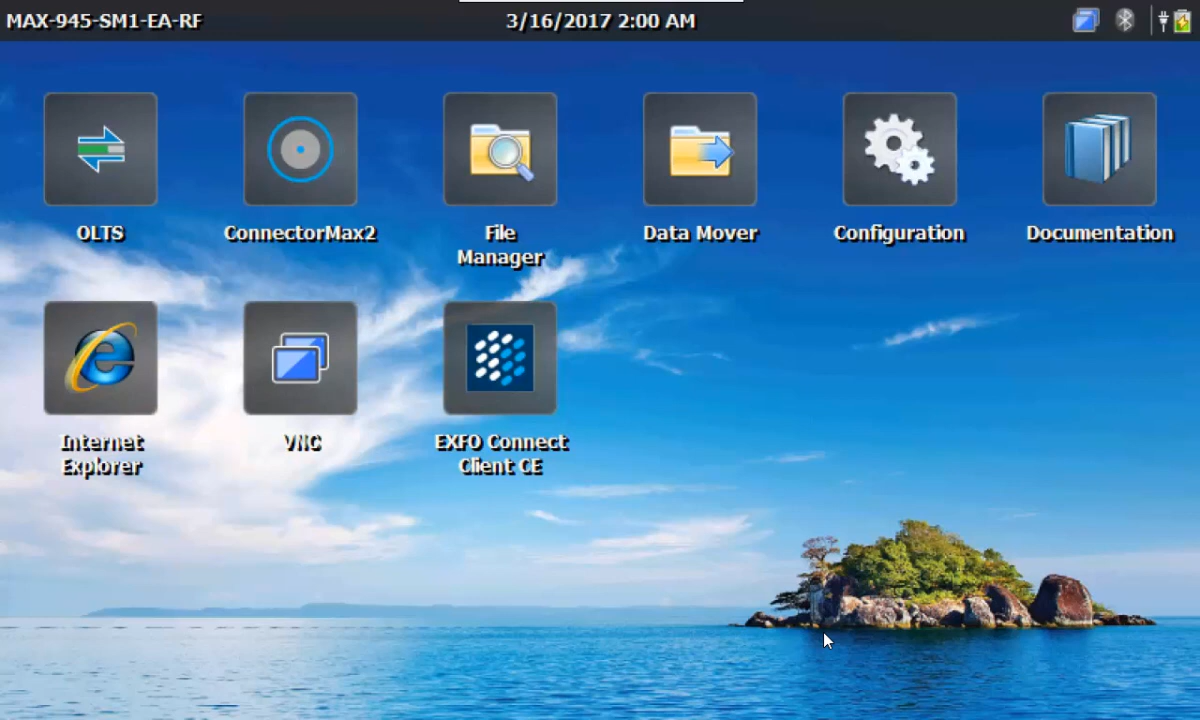 MAX-945-SM1-EA-RF
3/16/2017 2:00 AM
OLTS
ConnectorMax2
File
Manager
Data Mover
Configuration
Documentation
Internet
Explorer
VNC
EXFO Connect
Client CE